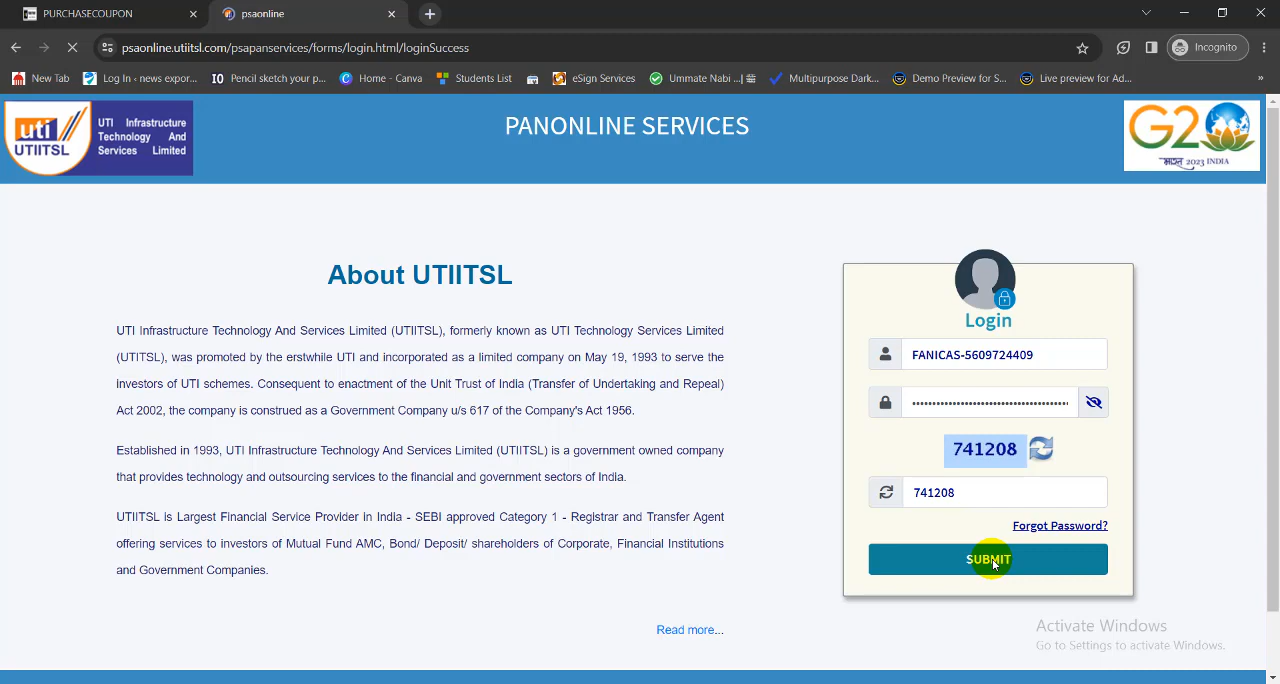 PURCHASECOUPON
psaonline
psaonline.utiitsl.com/psapanservices/forms/login.html/loginSuccess
Incognito
New Tab
Log In ‹ news expor...
Pencil sketch your p...
Home - Canva
Students List
eSign Services
Ummate Nabi ...|
Multipurpose Dark...
Demo Preview for S...
Live preview for Ad...
»
uti
UTIITSL
UTI Infrastructure
Technology And
Services Limited
PANONLINE SERVICES
G2
भारत 2023 INDIA
About UTIITSL
UTI Infrastructure Technology And Services Limited (UTIITSL), formerly known as UTI Technology Services Limited
(UTITSL), was promoted by the erstwhile UTI and incorporated as a limited company on May 19, 1993 to serve the
investors of UTI schemes. Consequent to enactment of the Unit Trust of India (Transfer of Undertaking and Repeal)
Act 2002, the company is construed as a Government Company u/s 617 of the Company's Act 1956.
Established in 1993, UTI Infrastructure Technology And Services Limited (UTIITSL) is a government owned company
that provides technology and outsourcing services to the financial and government sectors of India.
UTIITSL is Largest Financial Service Provider in India - SEBI approved Category 1 - Registrar and Transfer Agent
offering services to investors of Mutual Fund AMC, Bond/ Deposit/ shareholders of Corporate, Financial Institutions
and Government Companies.
Read more...
Login
FANICAS-5609724409
741208
741208
Forgot Password?
SUBMIT
Activate Windows
Go to Settings to activate Windows.